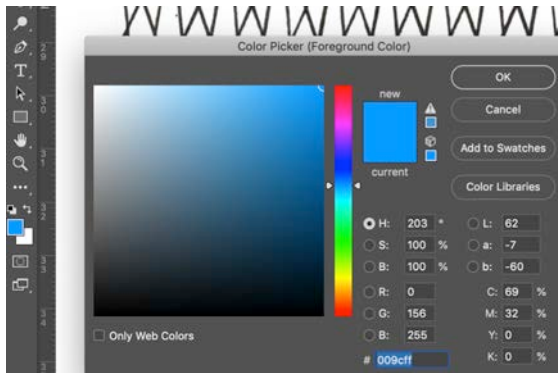 WWWWWWW
Color Picker (Foreground Color)
new
current
OK
Cancel
Add to Swatches
Color Libraries
H: 203 °
S: 100 %
B: 100 %
R: 0
G: 156
B: 255
# 009cff
L: 62
a: -7
b: -60
C: 69 %
M: 32 %
Y: 0 %
K: 0 %
Only Web Colors
T